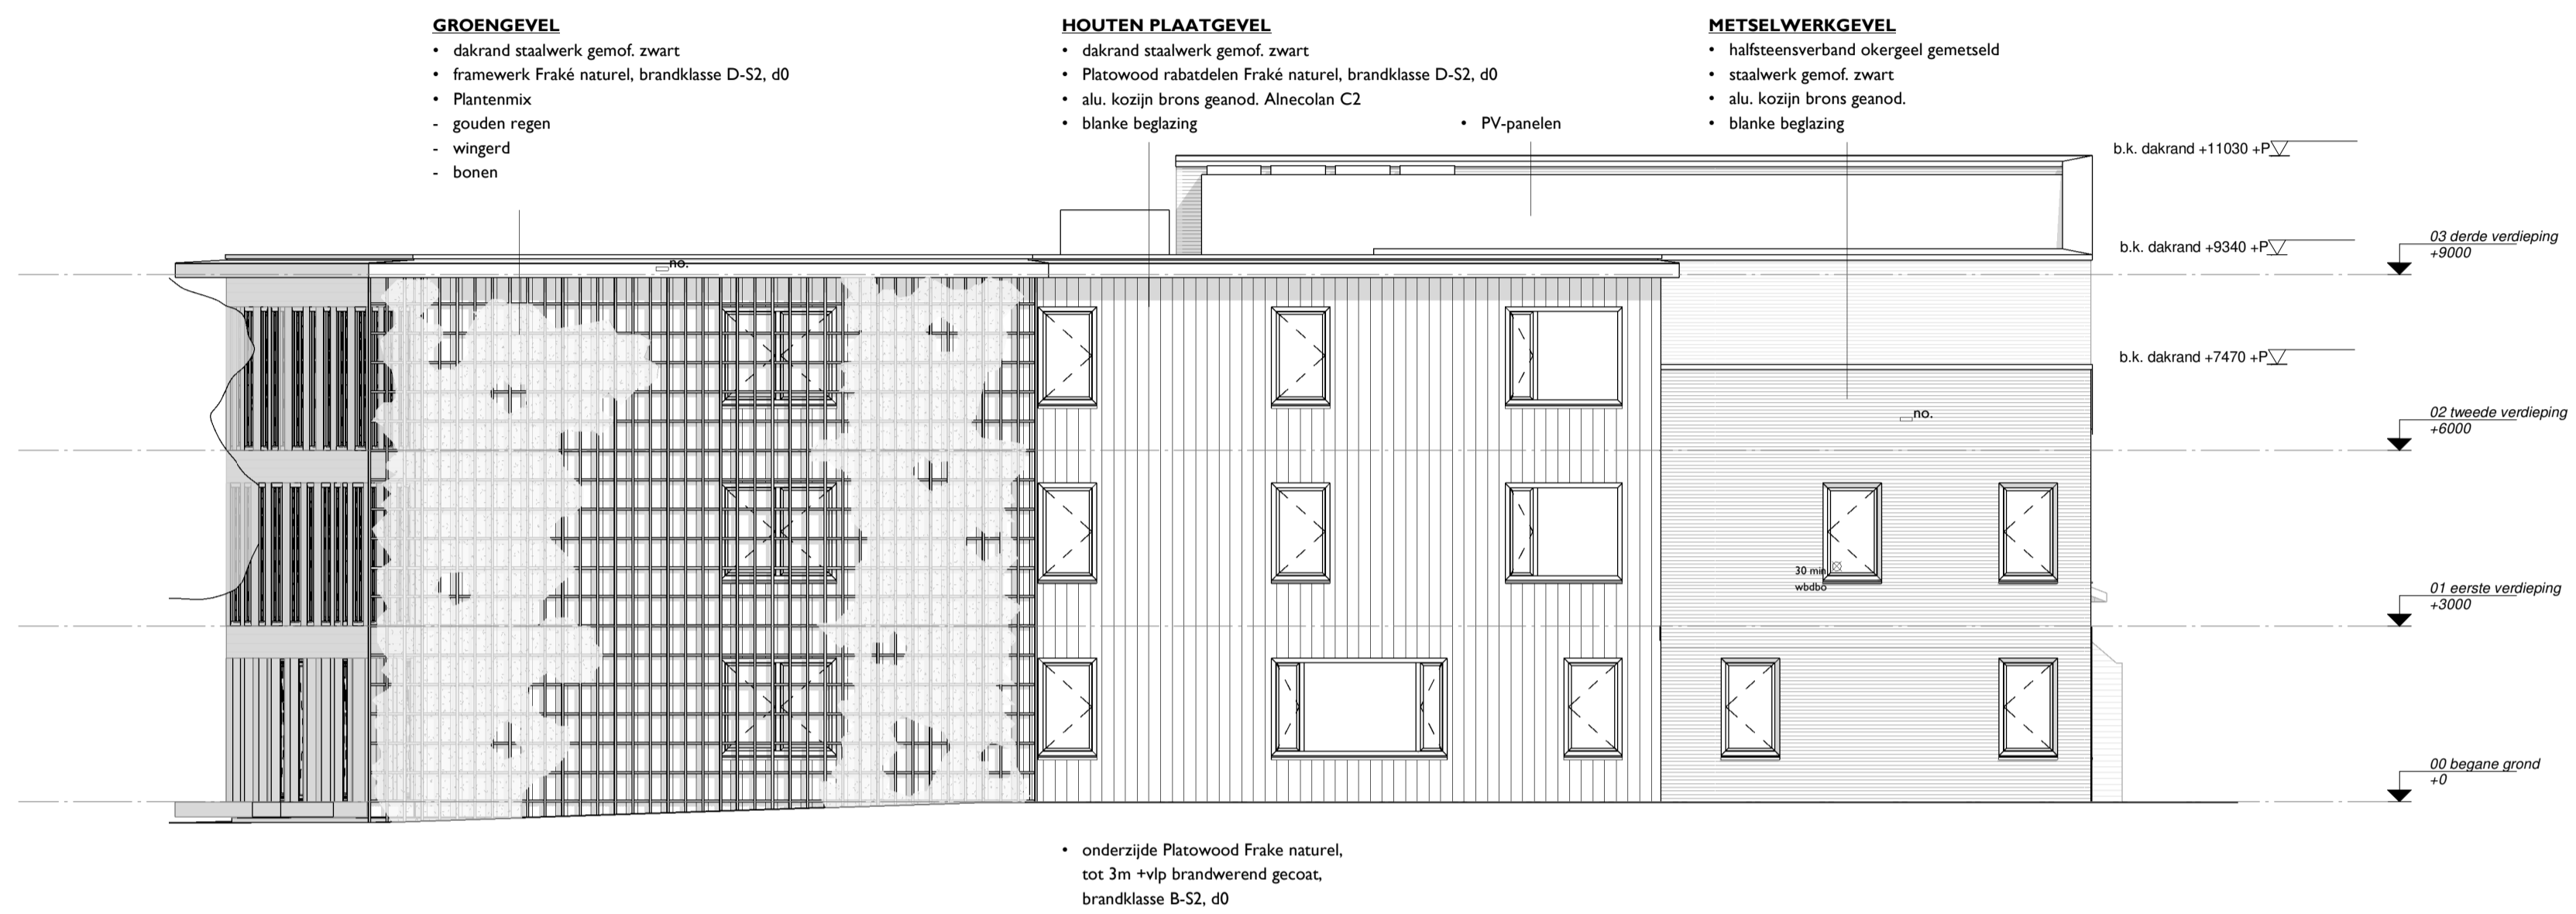 GROENGEVEL
• dakrand staalwerk gemof. zwart
• framewerk Fraké naturel, brandklasse D-S2, d0
• Plantenmix
- gouden regen
- wingerd
- bonen
HOUTEN PLAATGEVEL
• dakrand staalwerk gemof. zwart
• Platowood rabatdelen Fraké naturel, brandklasse D-S2, d0
• alu. kozijn brons geanod. Alnecolan C2
• blanke beglazing
• PV-panelen
METSELWERKGEVEL
• halfsteensverband okergeel gemetseld
• staalwerk gemof. zwart
• alu. kozijn brons geanod.
• blanke beglazing
b.k. dakrand +11030 +P
b.k. dakrand +9340 +P
03 derde verdieping
+9000
no.
b.k. dakrand +7470 +P
no.
02 tweede verdieping
+6000
30 min
wbdbo
01 eerste verdieping
+3000
00 begane grond
+0
• onderzijde Platowood Frake naturel,
tot 3m +vlp brandwerend gecoat,
brandklasse B-S2, d0